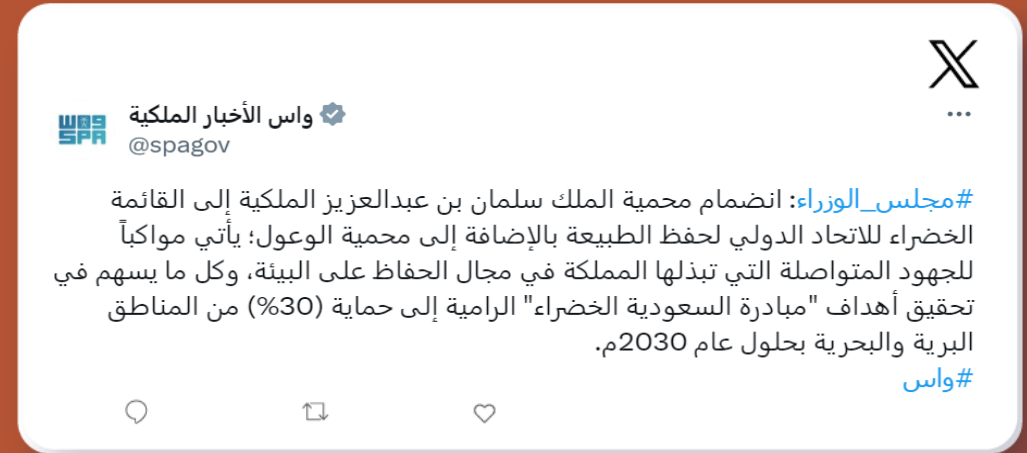 واس الأخبار الملكية
@spagov
واس
SPA
#مجلس_الوزراء: انضمام محمية الملك سلمان بن عبدالعزيز الملكية إلى القائمة
الخضراء للاتحاد الدولي لحفظ الطبيعة بالإضافة إلى محمية الوعول؛ يأتي مواكباً
للجهود المتواصلة التي تبذلها المملكة في مجال الحفاظ على البيئة، وكل ما يسهم في
تحقيق أهداف "مبادرة السعودية الخضراء" الرامية إلى حماية (30%) من المناطق
البرية والبحرية بحلول عام 2030م.
#واس